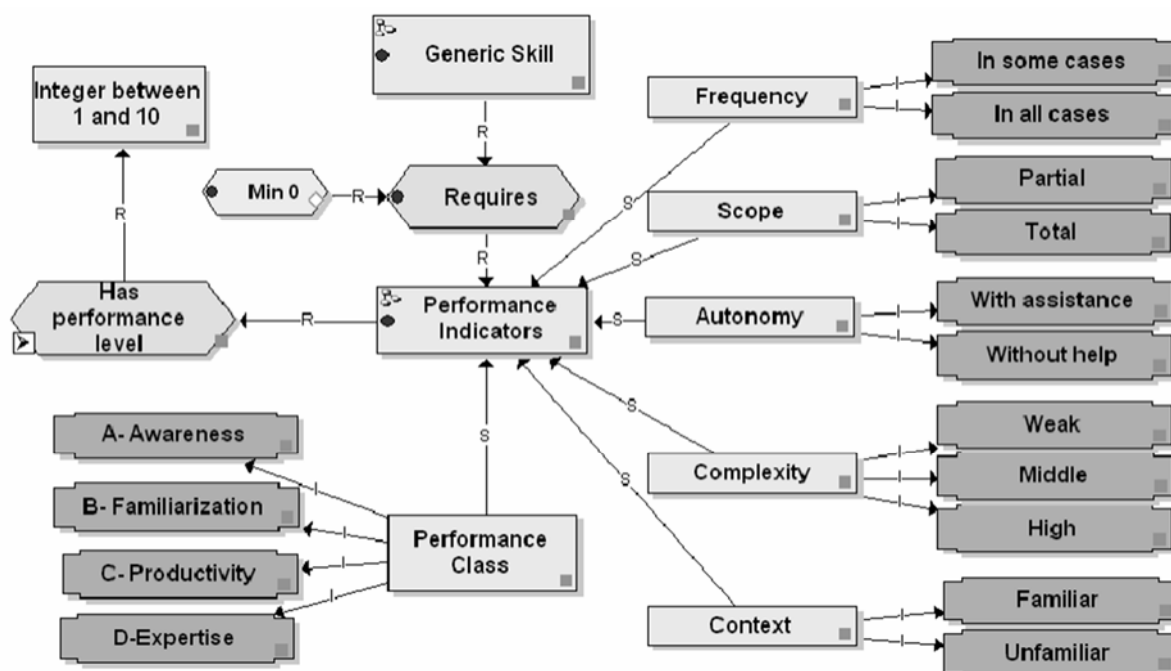 Generic Skill
In some cases
Integer between
1 and 10
Frequency
In all cases
R
I
I
R
Min 0
R
Requires
Partial
Scope
I
I
Total
S
R
R
S
Has
performance
level
R
Performance
Indicators
S
Autonomy
I
I
With assistance
Without help
A- Awareness
S
S
Weak
B- Familiarization
I
Complexity
I
I
I
Middle
S
High
I
Performance
Class
C- Productivity
I
I
D-Expertise
Context
I
I
Familiar
Unfamiliar